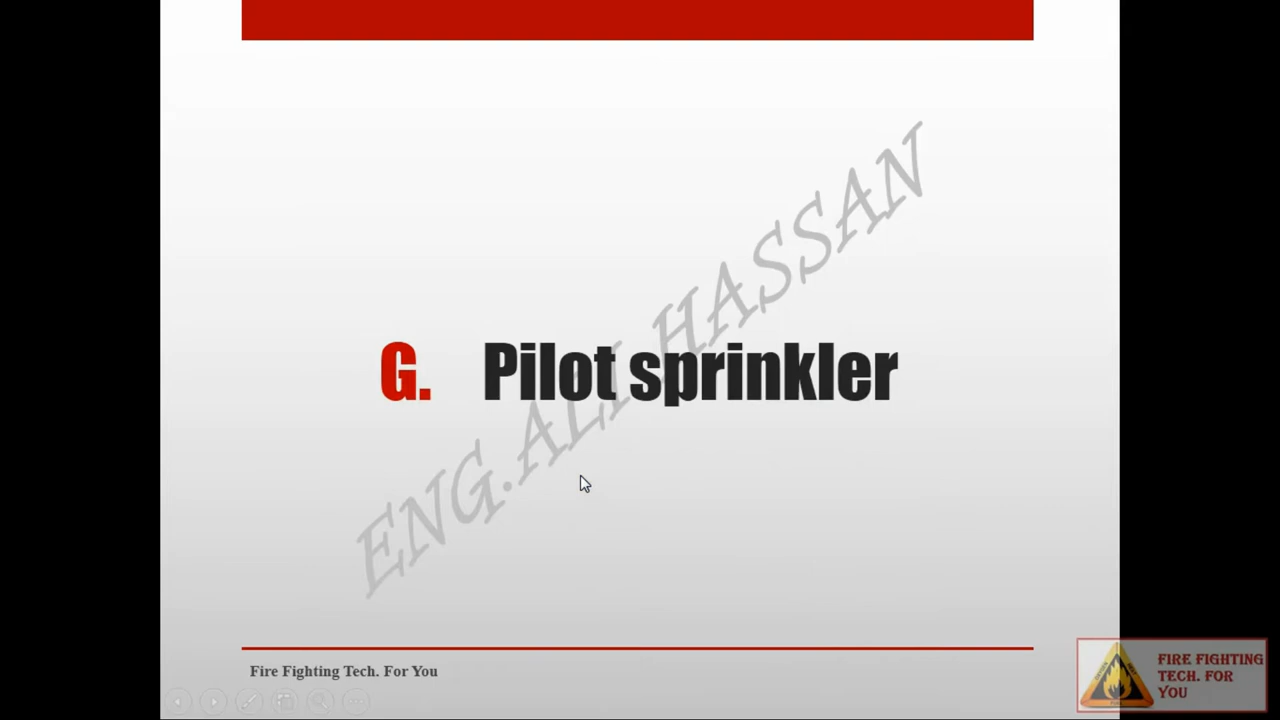 ENG.ALI HASSAN
G. Pilot sprinkler
Fire Fighting Tech. For You
FIRE FIGHTING
TECH. FOR
YOU